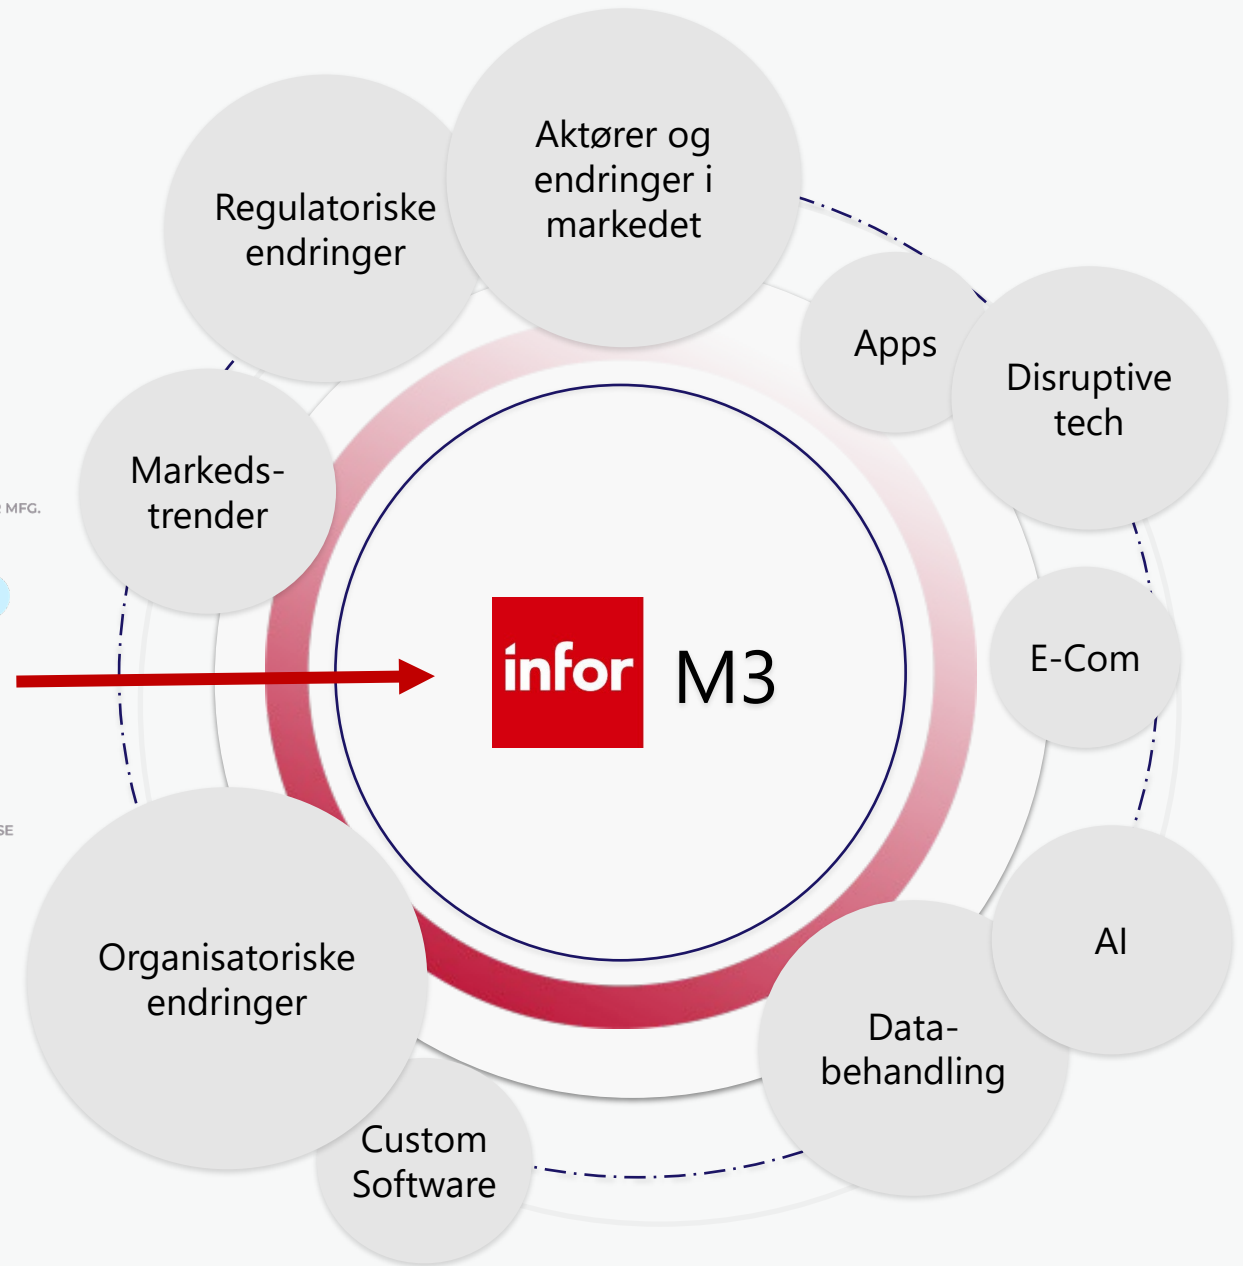 Aktører og
endringer i
markedet
Regulatoriske
endringer
Apps
Disruptive
tech
Markeds-
trender
MFG.
infor
M3
E-Com
SE
Organisatoriske
endringer
AI
Data-
behandling
Custom
Software